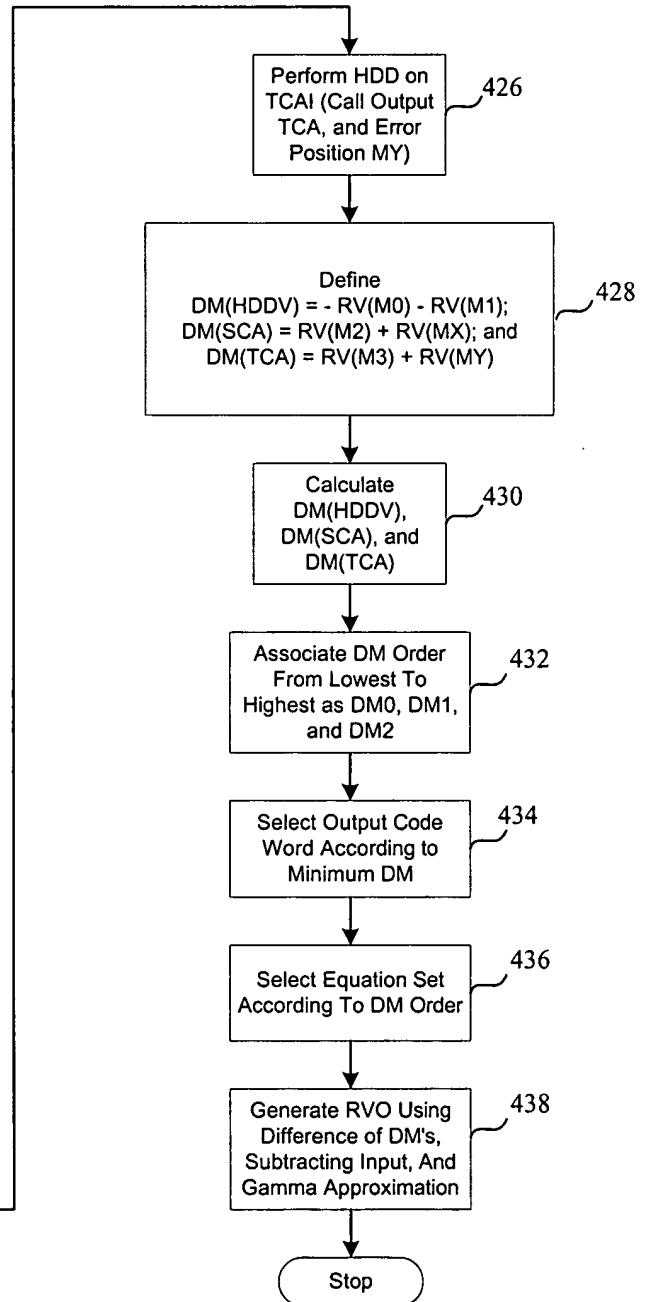 Perform HDD on
TCAI (Call Output
TCA, and Error
Position MY)
426
Define
DM(HDDV) = - RV(M0) - RV(M1);
DM(SCA) = RV(M2) + RV(MX); and
DM(TCA) = RV(M3) + RV(MY)
428
Calculate
DM(HDDV),
DM(SCA), and
DM(TCA)
430
Associate DM Order
From Lowest To
Highest as DM0, DM1,
and DM2
432
Select Output Code
Word According to
Minimum DM
434
Select Equation Set
According To DM Order
436
Generate RVO Using
Difference of DM's,
Subtracting Input, And
Gamma Approximation
438
Stop